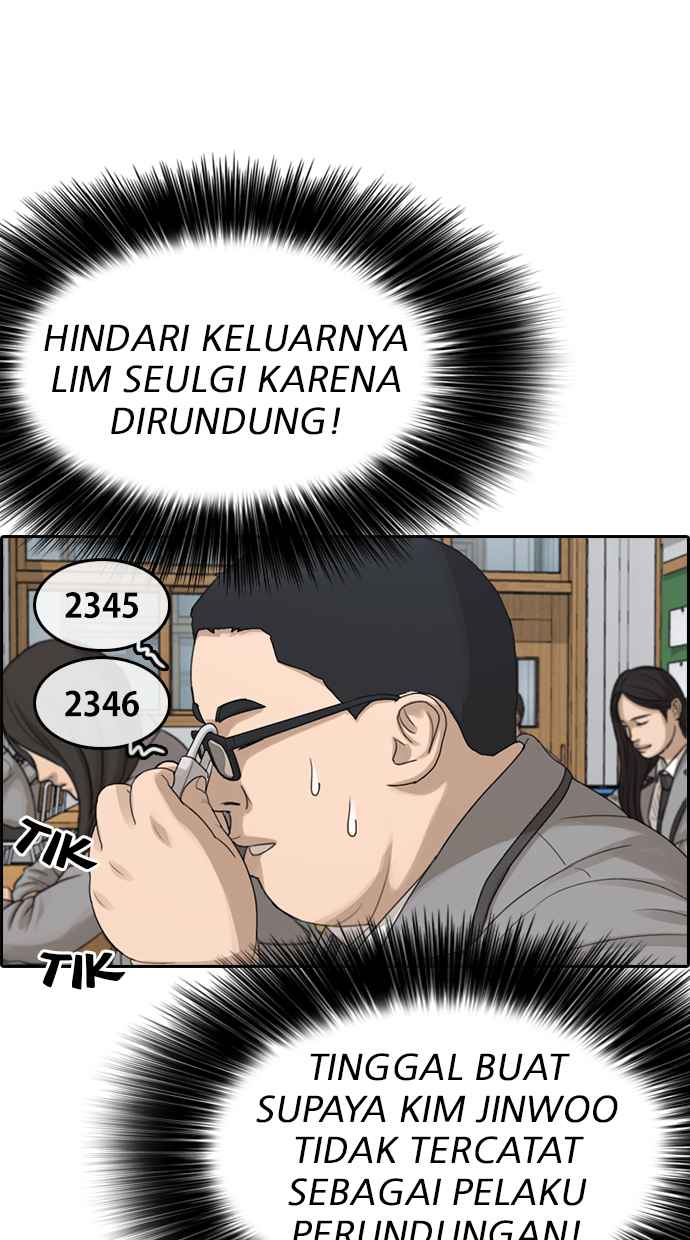 HINDARI KELUARNYA
LIM SEULGI KARENA
DIRUNDUNG!
2345
2346
TIK
TIK
TINGGAL BUAT
SUPAYA KIM JINWOO
TIDAK TERCATAT
SEBAGAI PELAKU
PERUNDUNGAN!